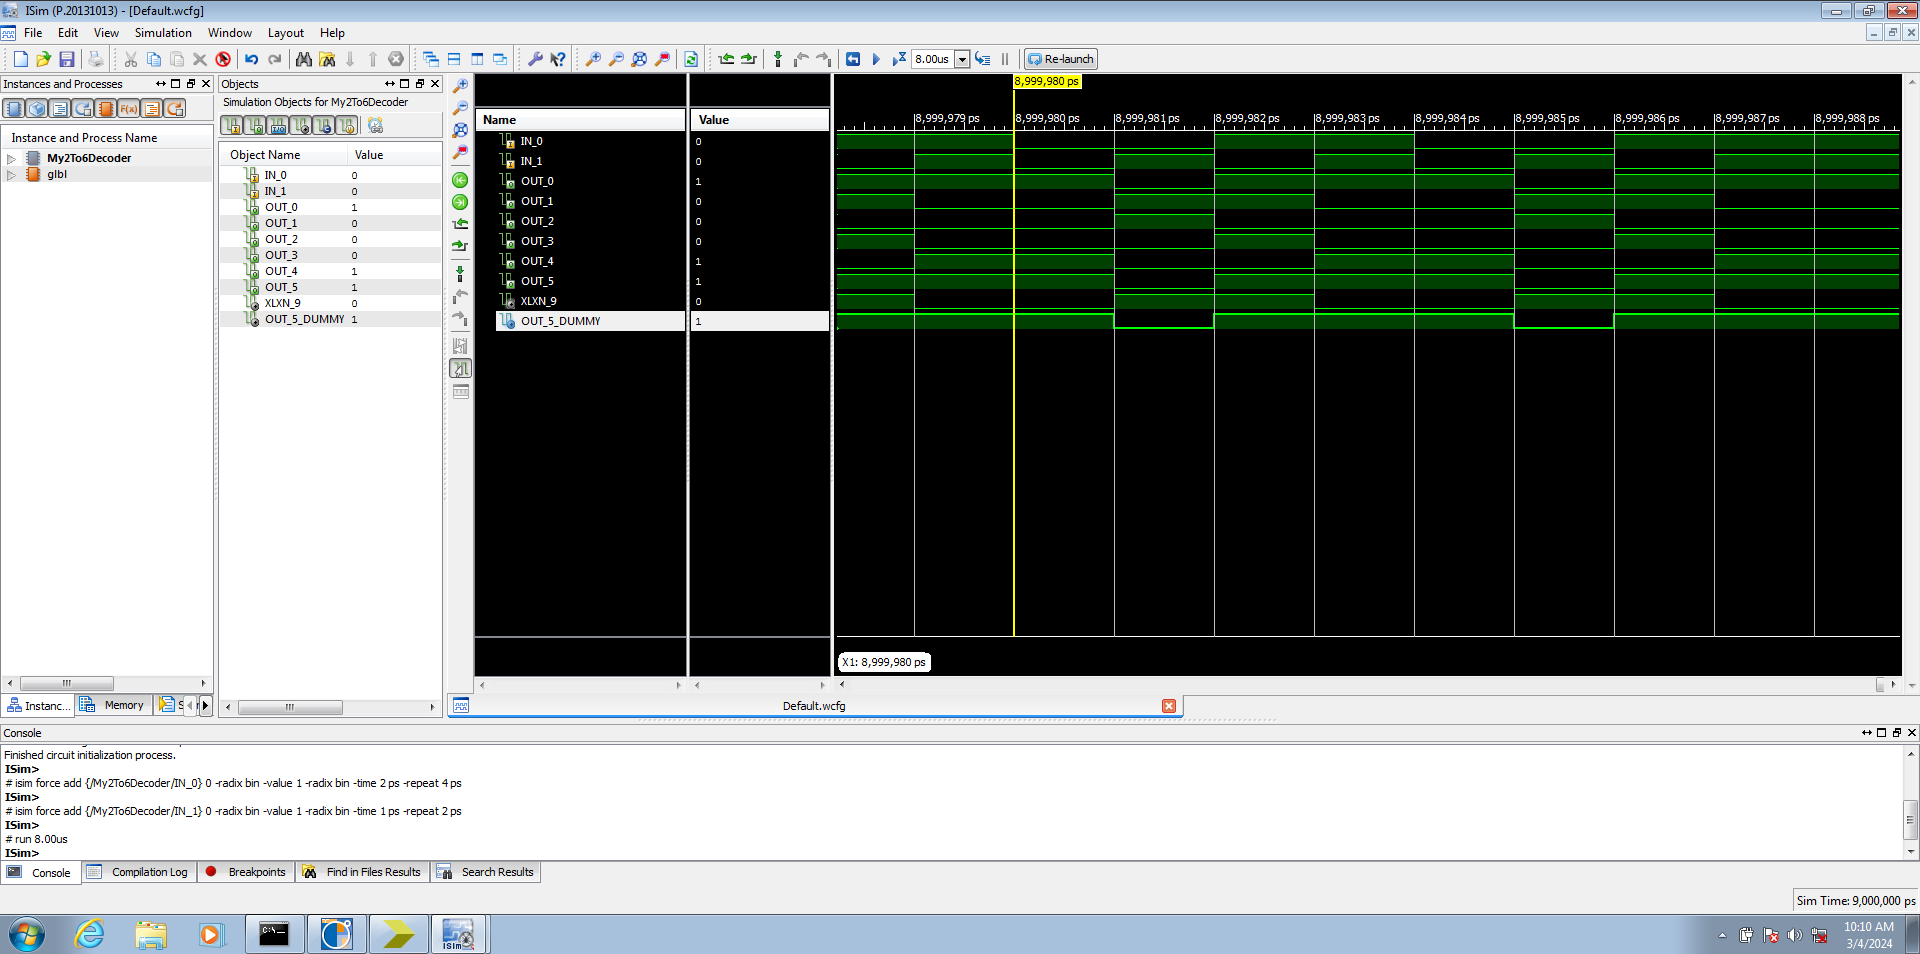 ISim (P.20131013) - [Default.wcfg]
File Edit View Simulation Window Layout Help
8.00us Re-launch
Instances and Processes
Instance and Process Name
My2To6Decoder
glbl
Instanc... Memory S
Objects
Simulation Objects for My2To6Decoder
Object Name Value
IN_0 0
IN_1 0
OUT_0 1
OUT_1 0
OUT_2 0
OUT_3 0
OUT_4 1
OUT_5 1
XLXN_9 0
OUT_5_DUMMY 1
Name Value
IN_0 0
IN_1 0
OUT_0 1
OUT_1 0
OUT_2 0
OUT_3 0
OUT_4 1
OUT_5 1
XLXN_9 0
OUT_5_DUMMY 1
8,999,980 ps
8,999,979 ps 8,999,980 ps 8,999,981 ps 8,999,982 ps 8,999,983 ps 8,999,984 ps 8,999,985 ps 8,999,986 ps 8,999,987 ps 8,999,988 ps
X1: 8,999,980 ps
Default.wcfg
Console
Finished circuit initialization process.
ISim>
# isim force add {/My2To6Decoder/IN_0} 0 -radix bin -value 1 -radix bin -time 2 ps -repeat 4 ps
ISim>
# isim force add {/My2To6Decoder/IN_1} 0 -radix bin -value 1 -radix bin -time 1 ps -repeat 2 ps
ISim>
# run 8.00us
ISim>
Console Compilation Log Breakpoints Find in Files Results Search Results
Sim Time: 9,000,000 ps
C:\_
ISim
10:10 AM
3/4/2024